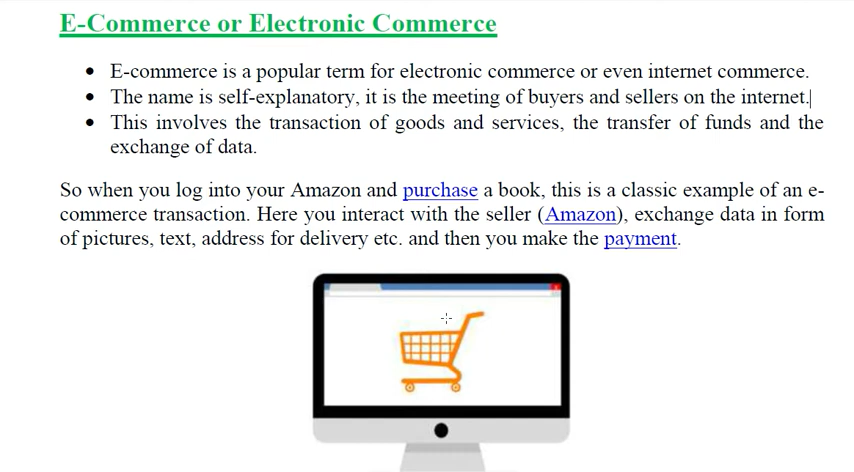 E-Commerce or Electronic Commerce
• E-commerce is a popular term for electronic commerce or even internet commerce.
• The name is self-explanatory, it is the meeting of buyers and sellers on the internet.
• This involves the transaction of goods and services, the transfer of funds and the
exchange of data.
So when you log into your Amazon and purchase a book, this is a classic example of an e-
commerce transaction. Here you interact with the seller (Amazon), exchange data in form
of pictures, text, address for delivery etc. and then you make the payment.